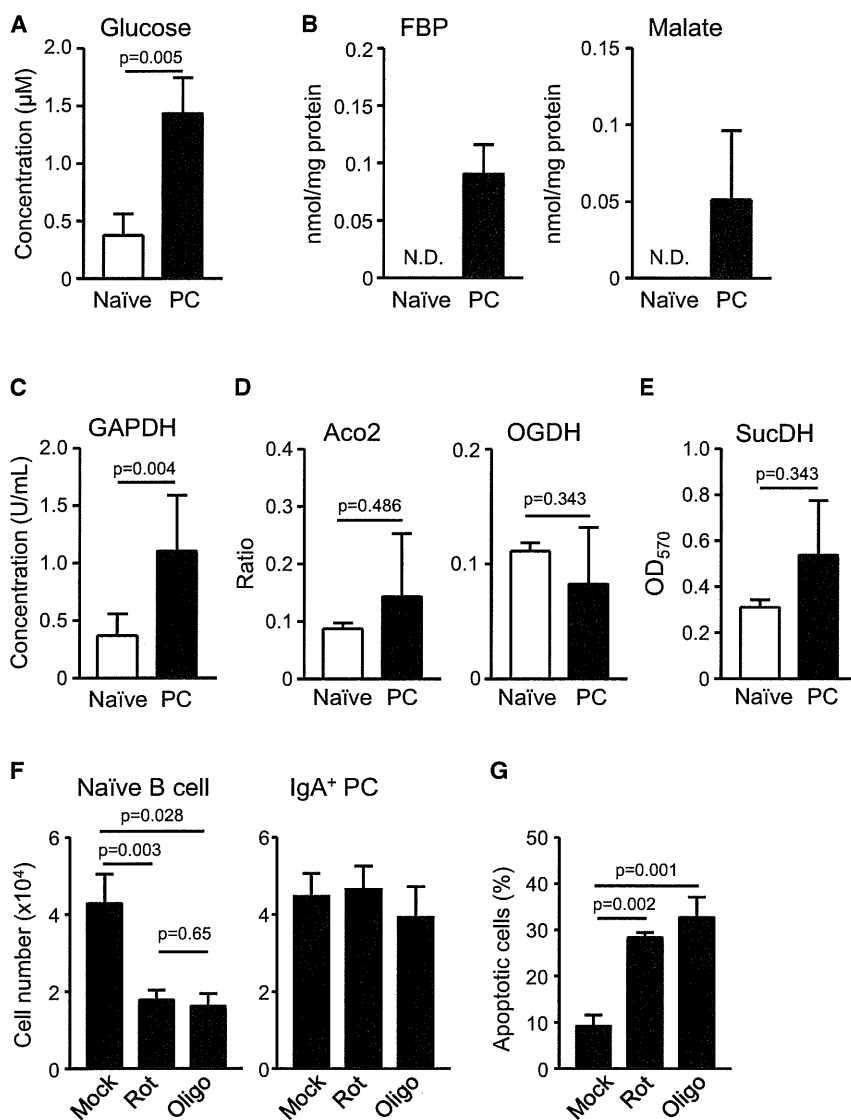 A
Glucose
Concentration (µM)
2.0
1.5
1.0
0.5
0
p=0.005
Naïve PC
B
FBP
nmol/mg protein
0.2
0.15
0.1
0.05
0
N.D.
Naïve PC
Malate
nmol/mg protein
0.15
0.1
0.05
0
N.D.
Naïve PC
C
GAPDH
Concentration (U/mL)
2.0
1.5
1.0
0.5
0
p=0.004
Naïve PC
D
Aco2
Ratio
0.4
0.3
0.2
0.1
0
p=0.486
Naïve PC
OGDH
0.2
0.1
0
p=0.343
Naïve PC
E
SucDH
OD570
1.0
0.8
0.6
0.4
0.2
0
p=0.343
Naïve PC
F
Naïve B cell
Cell number (x10⁴)
6
4
2
0
p=0.028
p=0.003
p=0.65
Mock Rot Oligo
IgA⁺ PC
6
4
2
0
Mock Rot Oligo
G
Apoptotic cells (%)
50
40
30
20
10
0
p=0.001
p=0.002
Mock Rot Oligo